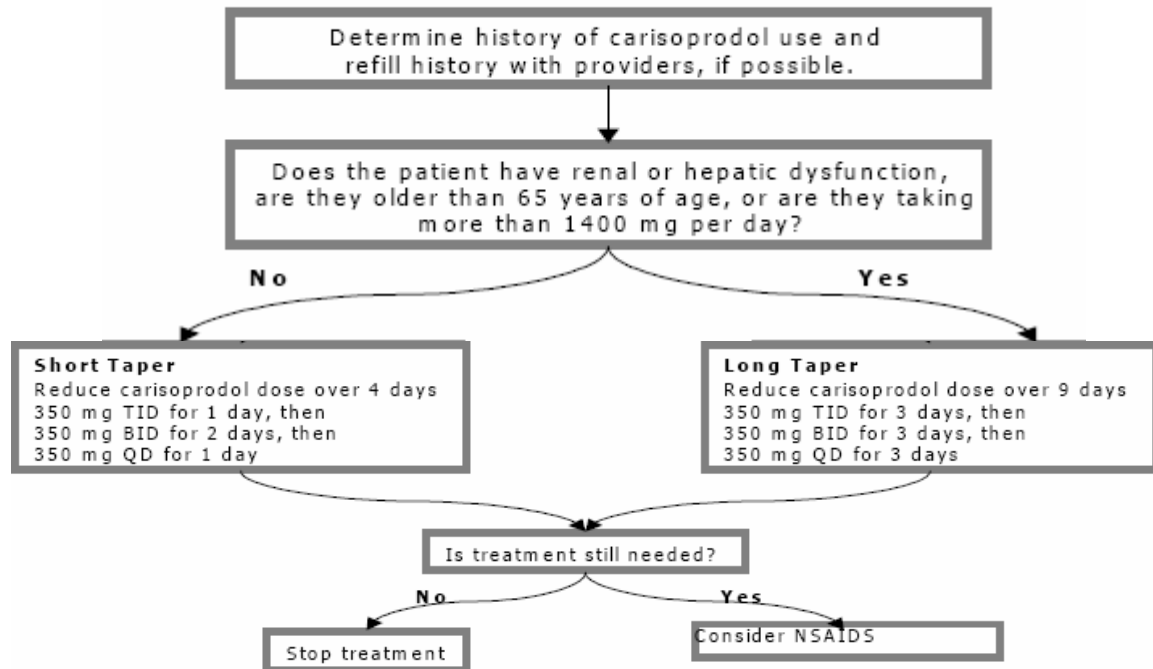 Determine history of carisoprodol use and
refill history with providers, if possible.
Does the patient have renal or hepatic dysfunction,
are they older than 65 years of age, or are they taking
more than 1400 mg per day?
No
Yes
Short Taper
Reduce carisoprodol dose over 4 days
350 mg TID for 1 day, then
350 mg BID for 2 days, then
350 mg QD for 1 day
Long Taper
Reduce carisoprodol dose over 9 days
350 mg TID for 3 days, then
350 mg BID for 3 days, then
350 mg QD for 3 days
Is treatment still needed?
No
Yes
Stop treatment
Consider NSAIDS